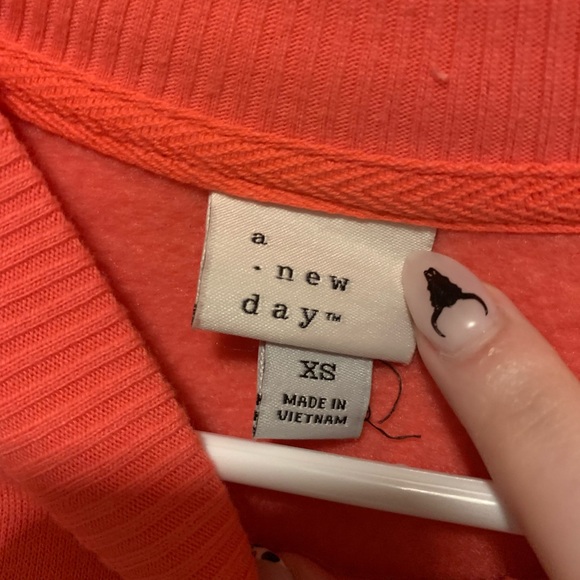 a
· new
day™
XS
MADE IN
VIETNAM